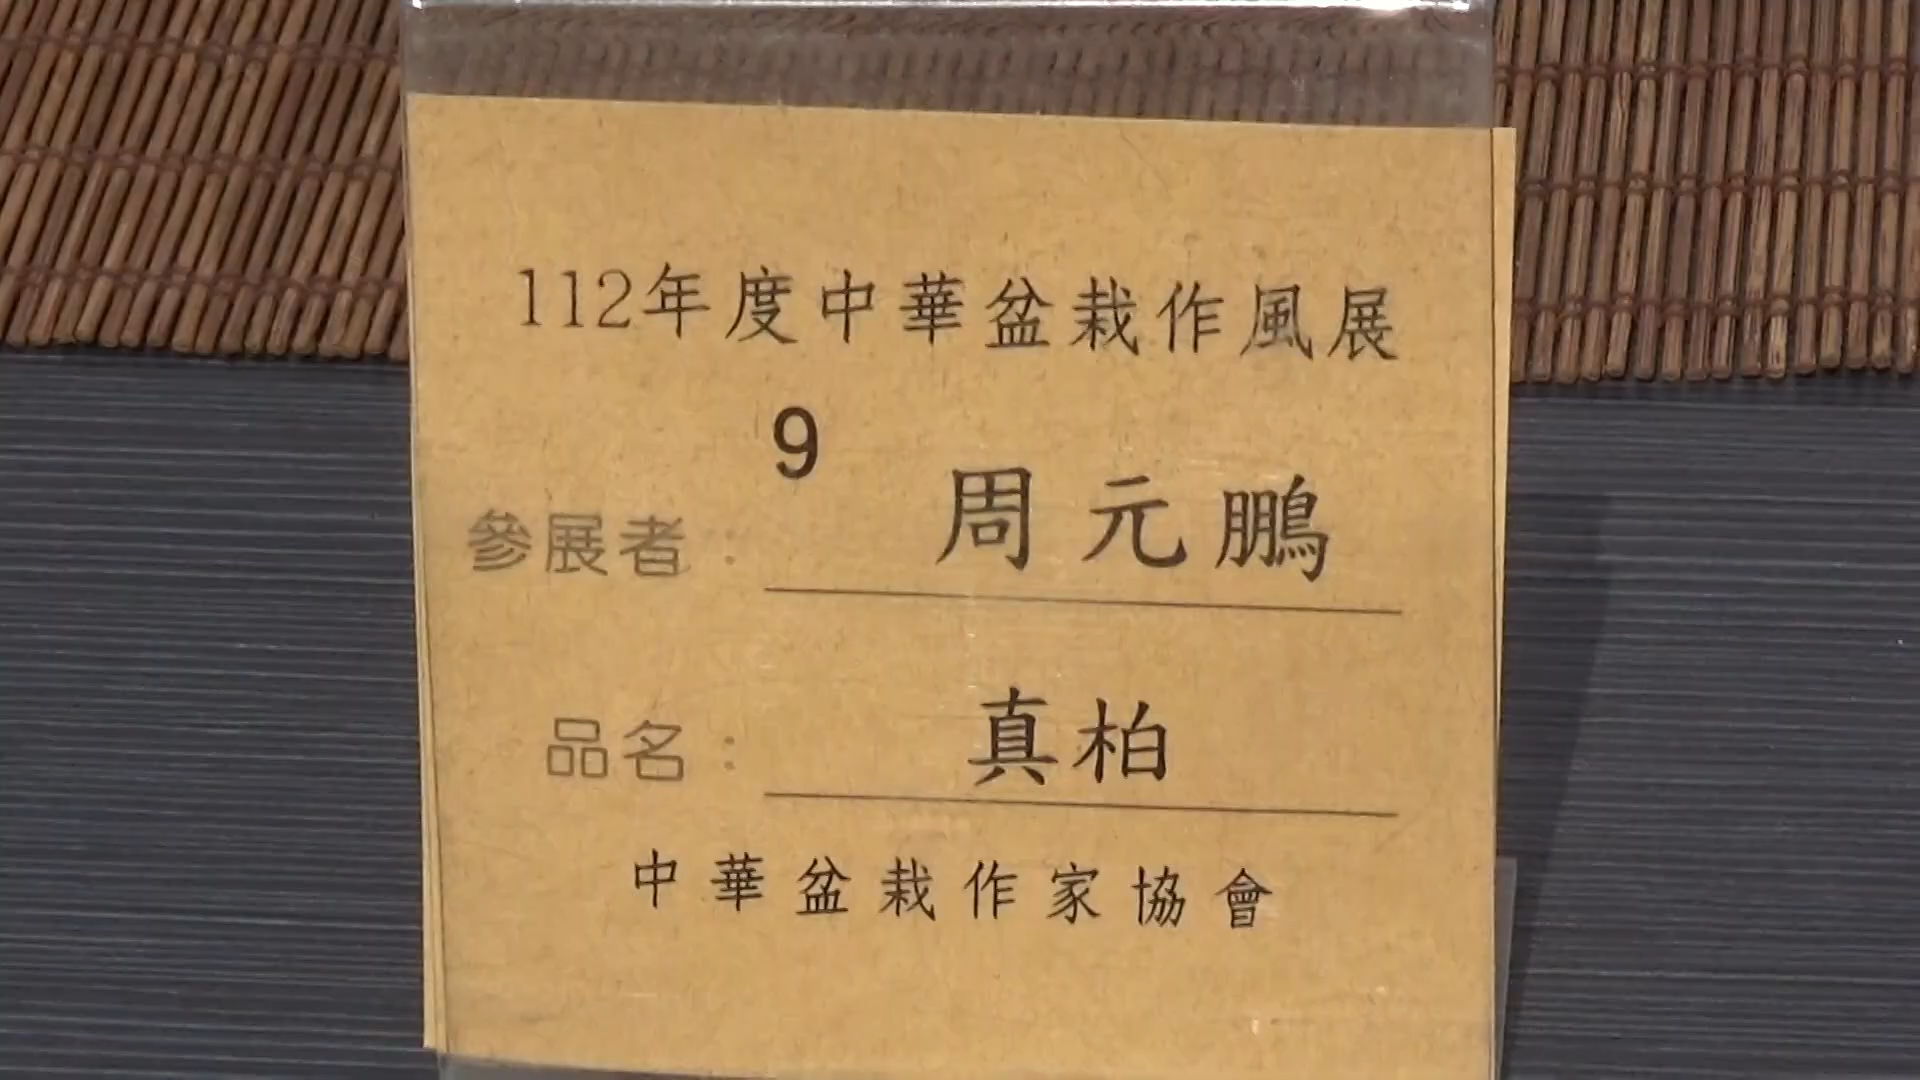 112年度中華盆栽作風展
9
參展者：周元鵬
品名：真柏
中華盆栽作家協會